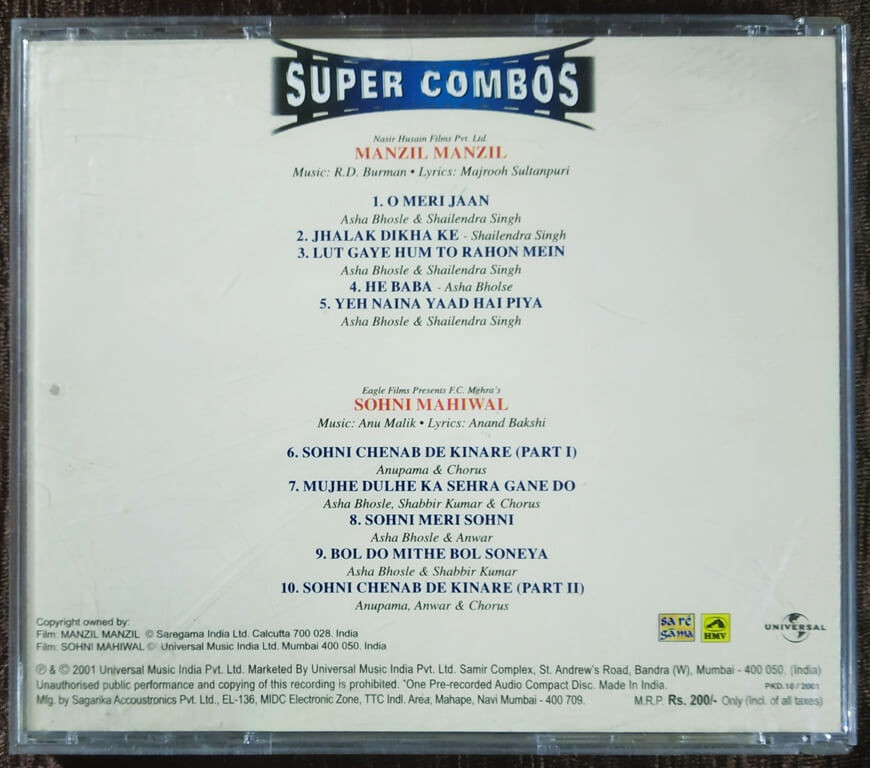 SUPER COMBOS
Nasir Husain Films Pvt. Ltd.
MANZIL MANZIL
Music: R.D. Burman • Lyrics: Majrooh Sultanpuri
1. O MERI JAAN
Asha Bhosle & Shailendra Singh
2. JHALAK DIKHA KE - Shailendra Singh
3. LUT GAYE HUM TO RAHON MEIN
Asha Bhosle & Shailendra Singh
4. HE BABA - Asha Bholse
5. YEH NAINA YAAD HAI PIYA
Asha Bhosle & Shailendra Singh
Eagle Films Presents F.C. Mehra's
SOHNI MAHIWAL
Music: Anu Malik • Lyrics: Anand Bakshi
6. SOHNI CHENAB DE KINARE (PART I)
Anupama & Chorus
7. MUJHE DULHE KA SEHRA GANE DO
Asha Bhosle, Shabbir Kumar & Chorus
8. SOHNI MERI SOHNI
Asha Bhosle & Anwar
9. BOL DO MITHE BOL SONEYA
Asha Bhosle & Shabbir Kumar
10. SOHNI CHENAB DE KINARE (PART II)
Anupama, Anwar & Chorus
Copyright owned by:
Film: MANZIL MANZIL © Saregama India Ltd. Calcutta 700 028. India
Film: SOHNI MAHIWAL © Universal Music India Ltd. Mumbai 400 050. India
sa re
gama
HMV
UNIVERSAL
℗ & © 2001 Universal Music India Pvt. Ltd. Marketed By Universal Music India Pvt. Ltd. Samir Complex, St. Andrew's Road, Bandra (W), Mumbai - 400 050. (India)
Unauthorised public performance and copying of this recording is prohibited. *One Pre-recorded Audio Compact Disc. Made In India. PKD.10 / 2001
Mfg. by Sagarika Accoustronics Pvt. Ltd., EL-136, MIDC Electronic Zone, TTC Indl. Area, Mahape, Navi Mumbai - 400 709. M.R.P. Rs. 200/- Only (Incl. of all taxes)